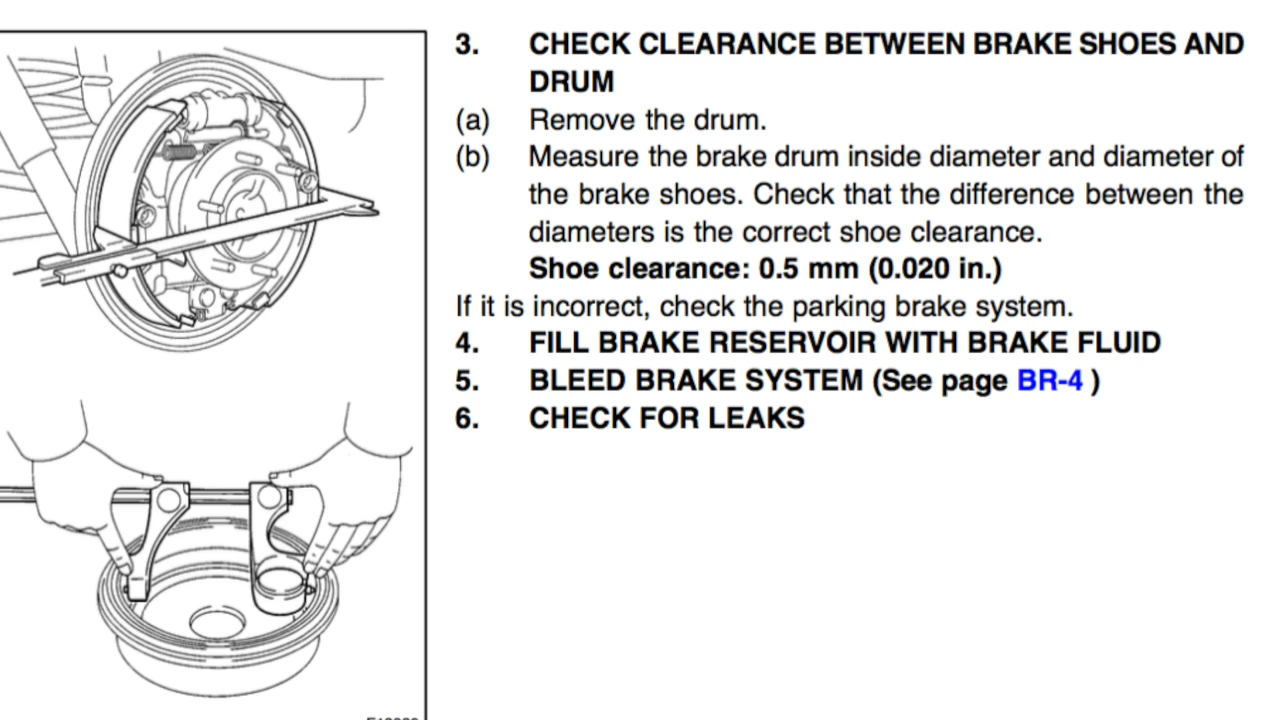 3. CHECK CLEARANCE BETWEEN BRAKE SHOES AND
DRUM
(a) Remove the drum.
(b) Measure the brake drum inside diameter and diameter of
the brake shoes. Check that the difference between the
diameters is the correct shoe clearance.
Shoe clearance: 0.5 mm (0.020 in.)
If it is incorrect, check the parking brake system.
4. FILL BRAKE RESERVOIR WITH BRAKE FLUID
5. BLEED BRAKE SYSTEM (See page BR-4 )
6. CHECK FOR LEAKS